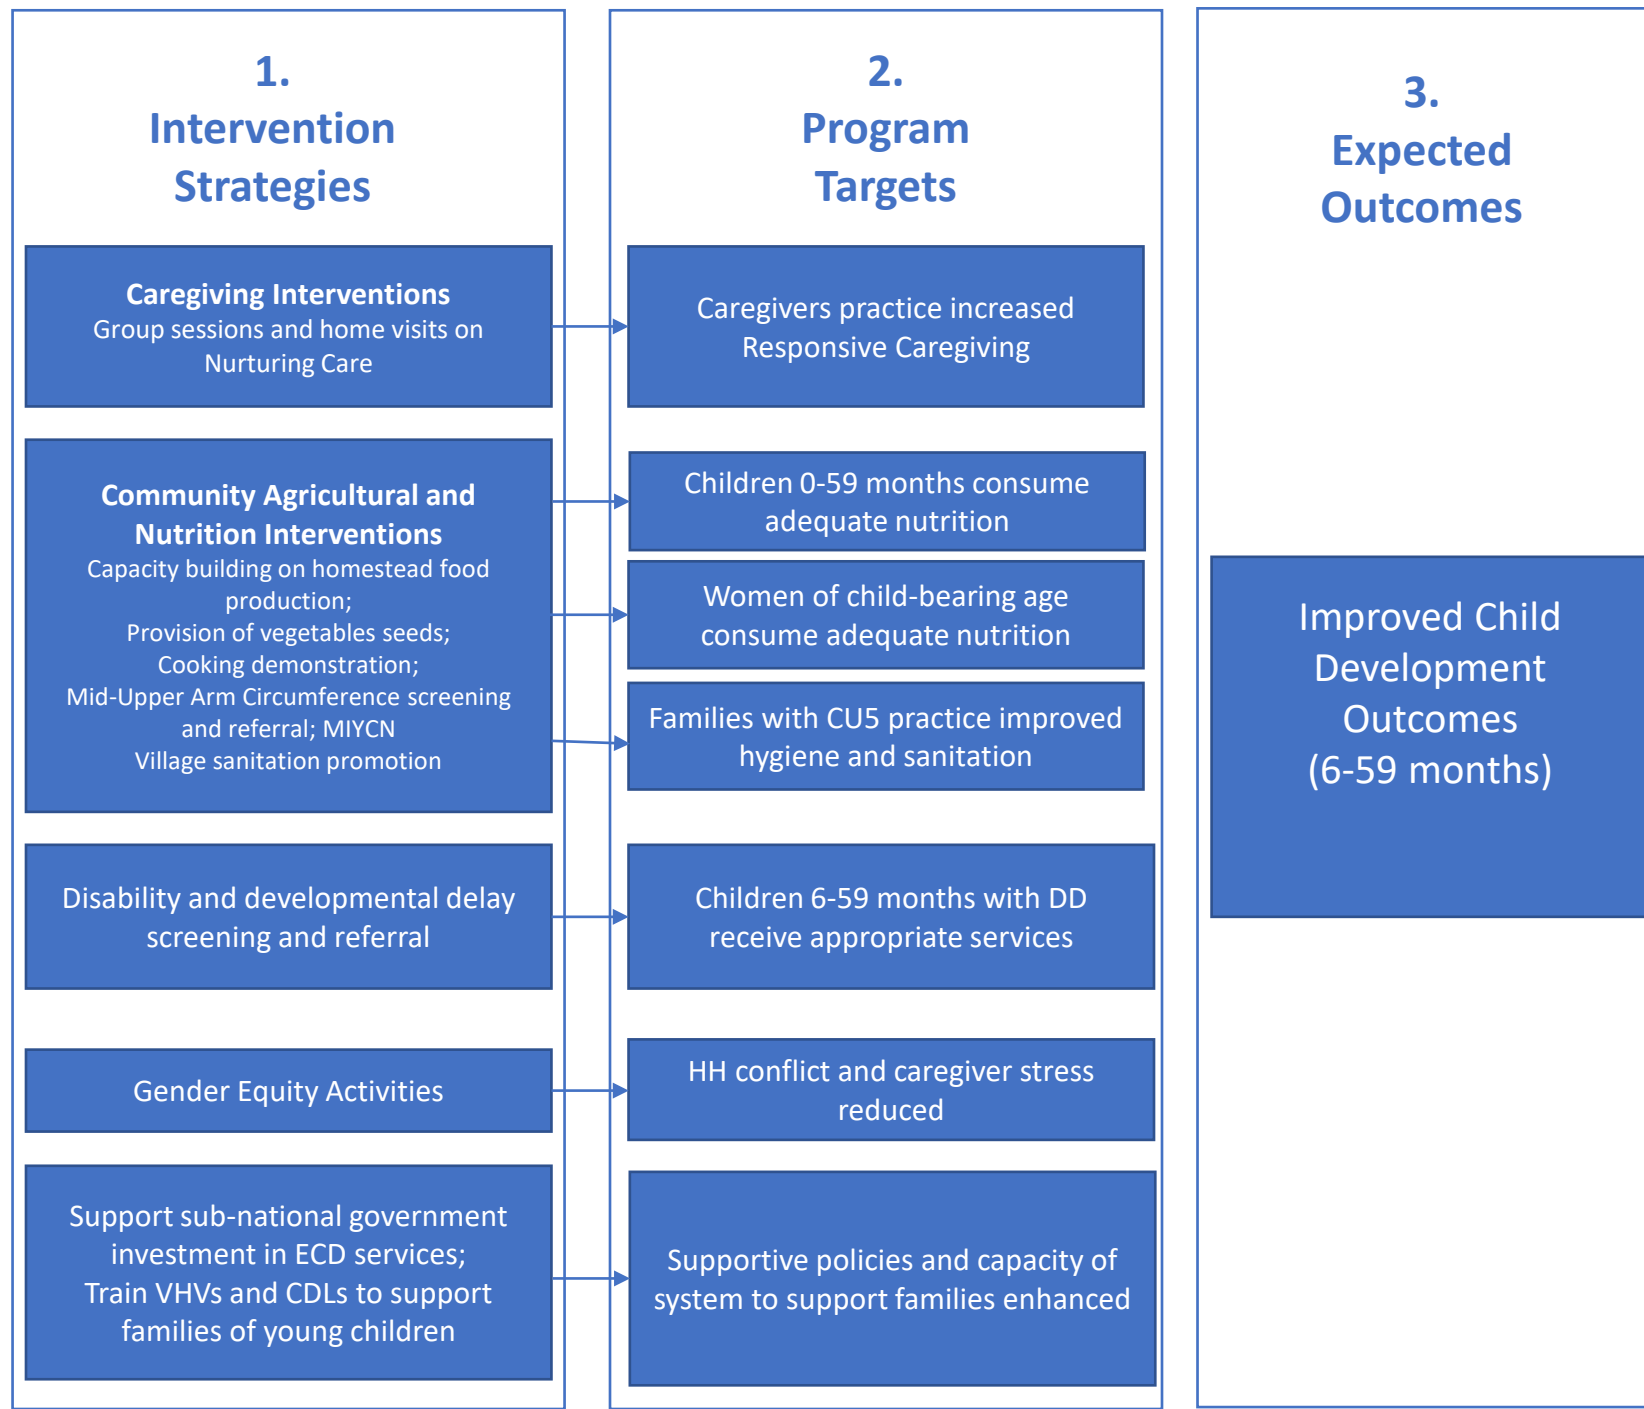 1.
Intervention
Strategies
Caregiving Interventions
Group sessions and home visits on
Nurturing Care
Community Agricultural and
Nutrition Interventions
Capacity building on homestead food
production;
Provision of vegetables seeds;
Cooking demonstration;
Mid-Upper Arm Circumference screening
and referral; MIYCN
Village sanitation promotion
Disability and developmental delay
screening and referral
Gender Equity Activities
Support sub-national government
investment in ECD services;
Train VHVs and CDLs to support
families of young children
2.
Program
Targets
Caregivers practice increased
Responsive Caregiving
Children 0-59 months consume
adequate nutrition
Women of child-bearing age
consume adequate nutrition
Families with CU5 practice improved
hygiene and sanitation
Children 6-59 months with DD
receive appropriate services
HH conflict and caregiver stress
reduced
Supportive policies and capacity of
system to support families enhanced
3.
Expected
Outcomes
Improved Child
Development
Outcomes
(6-59 months)